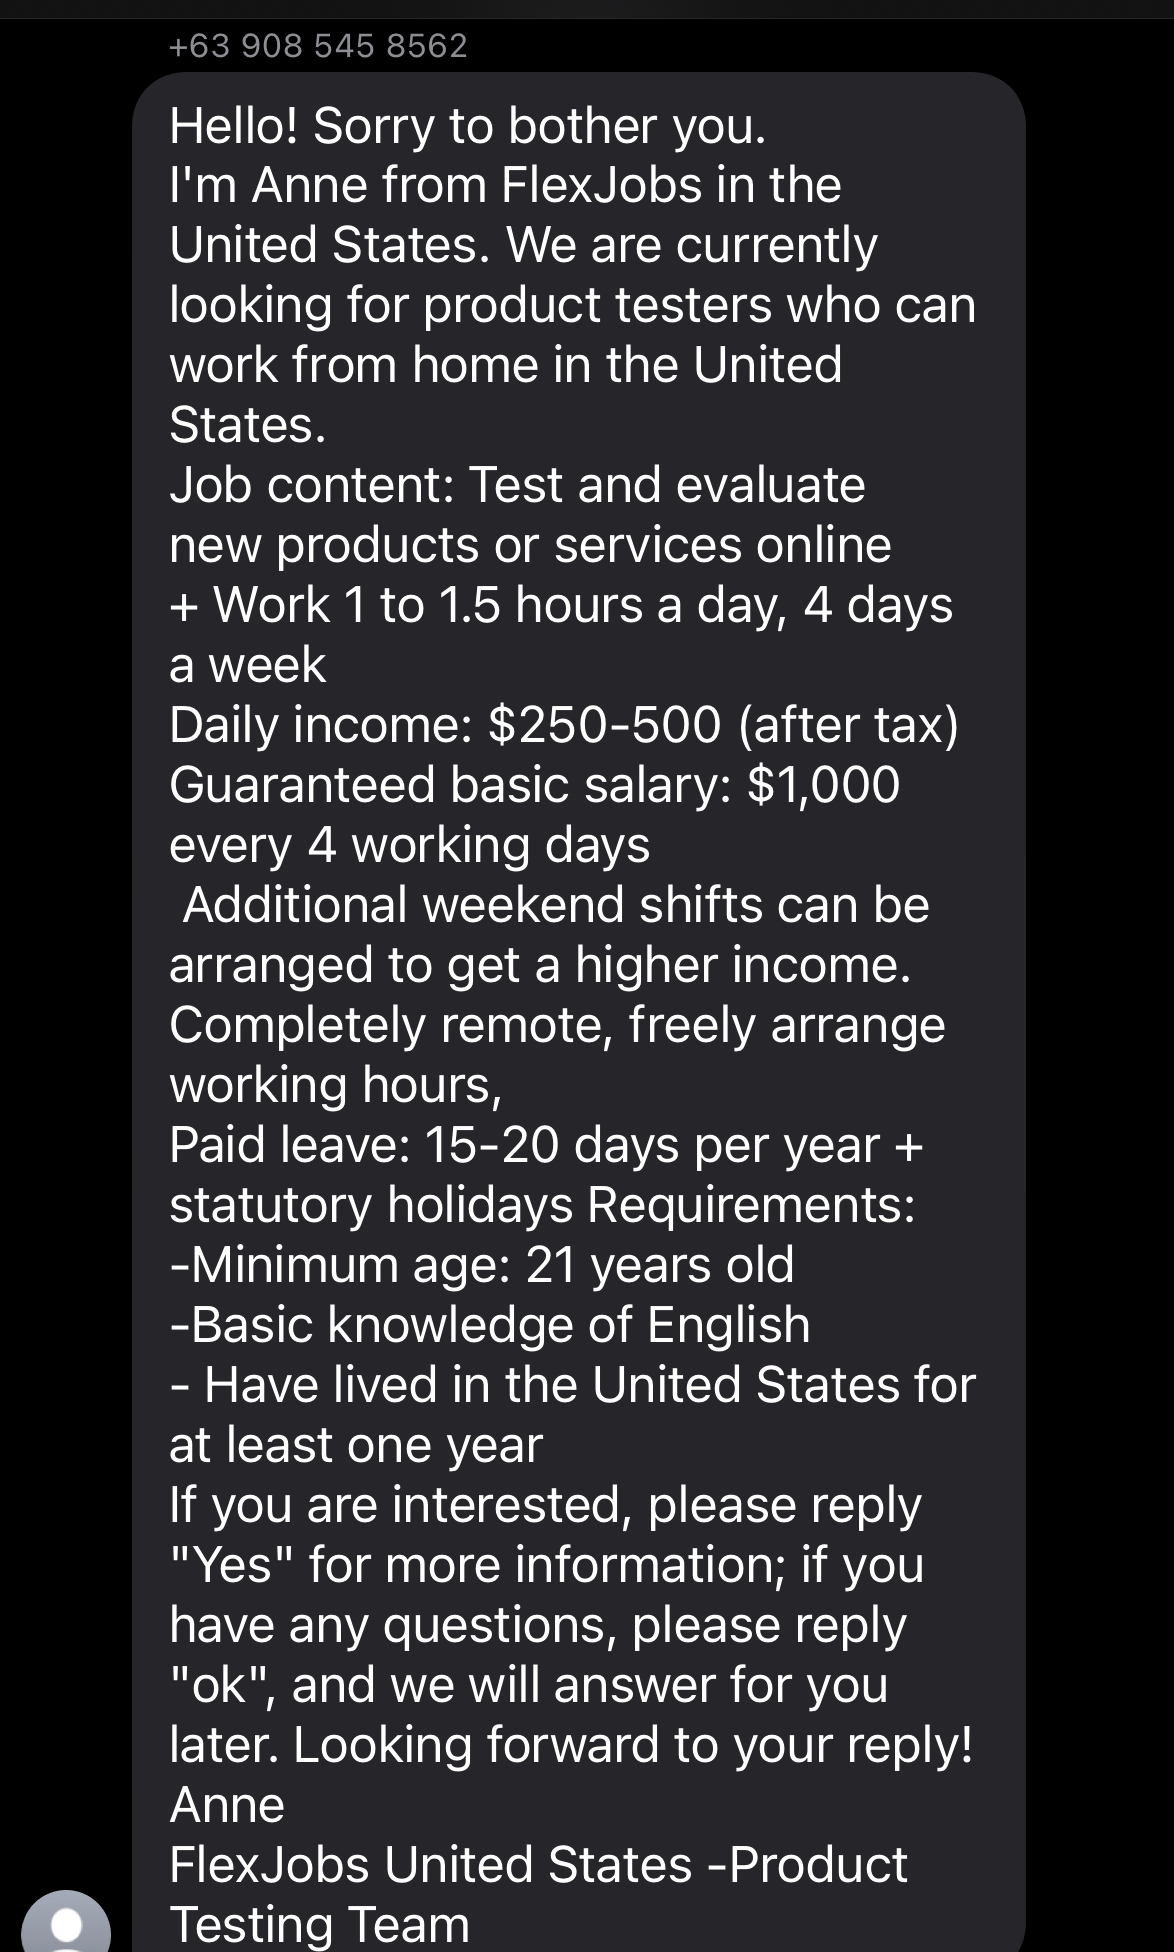 +63 908 545 8562
Hello! Sorry to bother you.
I'm Anne from FlexJobs in the
United States. We are currently
looking for product testers who can
work from home in the United
States.
Job content: Test and evaluate
new products or services online
+ Work 1 to 1.5 hours a day, 4 days
a week
Daily income: $250-500 (after tax)
Guaranteed basic salary: $1,000
every 4 working days
Additional weekend shifts can be
arranged to get a higher income.
Completely remote, freely arrange
working hours,
Paid leave: 15-20 days per year +
statutory holidays Requirements:
-Minimum age: 21 years old
-Basic knowledge of English
- Have lived in the United States for
at least one year
If you are interested, please reply
"Yes" for more information; if you
have any questions, please reply
"ok", and we will answer for you
later. Looking forward to your reply!
Anne
FlexJobs United States -Product
Testing Team